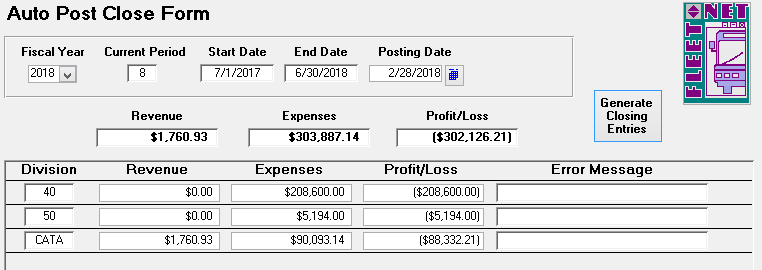 Auto Post Close Form
FLEET NET
Fiscal Year Current Period Start Date End Date Posting Date
2018 8 7/1/2017 6/30/2018 2/28/2018
Generate
Closing
Entries
Revenue Expenses Profit/Loss
$1,760.93 $303,887.14 ($302,126.21)
Division Revenue Expenses Profit/Loss Error Message
40 $0.00 $208,600.00 ($208,600.00)
50 $0.00 $5,194.00 ($5,194.00)
CATA $1,760.93 $90,093.14 ($88,332.21)